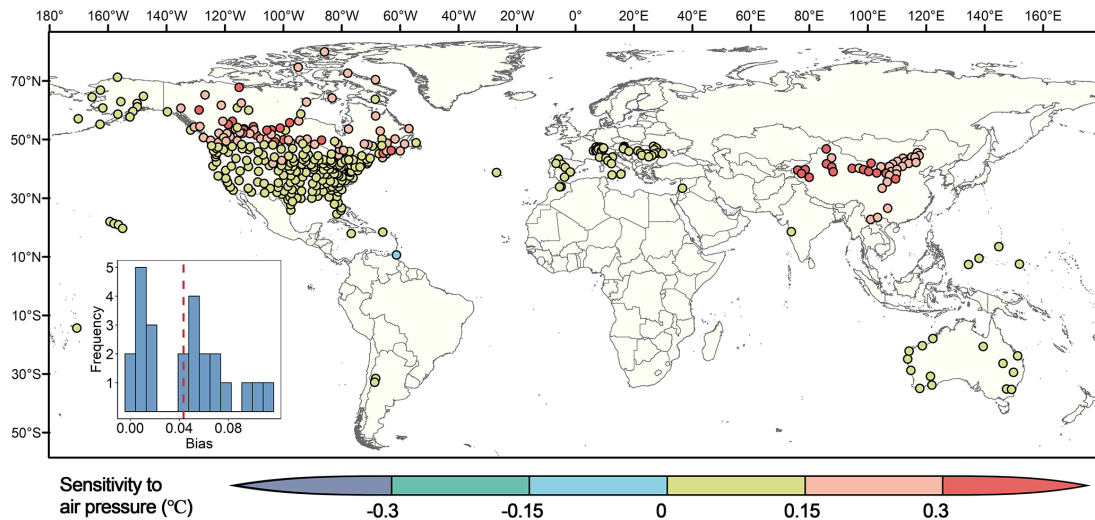 180° 160°W 140°W 120°W 100°W 80°W 60°W 40°W 20°W 0° 20°E 40°E 60°E 80°E 100°E 120°E 140°E 160°E
70°N
50°N
30°N
10°N
10°S
30°S
50°S
5
4
3
2
1
Frequency
0.00 0.04 0.08
Bias
Sensitivity to
air pressure (℃)
-0.3 -0.15 0 0.15 0.3